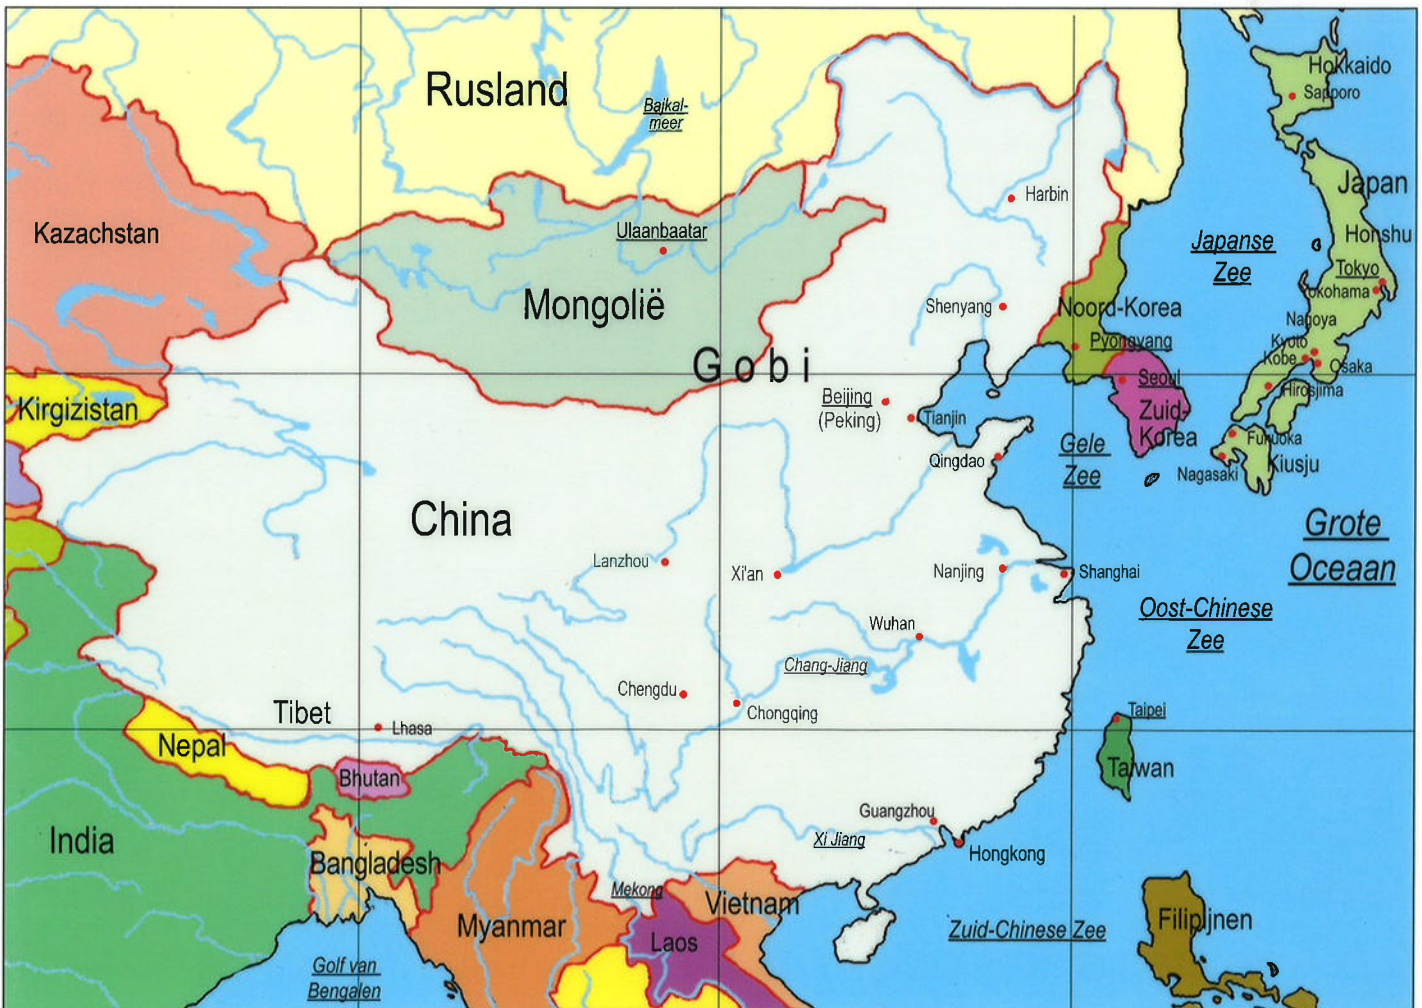 Rusland
Bajkal-
meer
Hokkaido
Sapporo
Kazachstan
Ulaanbaatar
Harbin
Japan
Japanse
Zee
Honshu
Tokyo
Yokohama
Mongolië
Shenyang
Noord-Korea
Nagoya
Pyongyang
Kyoto
Kobe
Osaka
Gobi
Seoul
Hirosjima
Kirgizistan
Beijing
(Peking)
Tianjin
Zuid-
Korea
Gele
Zee
Fukuoka
Qingdao
Nagasaki
Kiusju
China
Grote
Oceaan
Lanzhou
Xi'an
Nanjing
Shanghai
Oost-Chinese
Zee
Wuhan
Chang-Jiang
Chengdu
Chongqing
Tibet
Lhasa
Taipei
Nepal
Bhutan
Taiwan
India
Guangzhou
Xi Jiang
Hongkong
Bangladesh
Mekong
Vietnam
Myanmar
Laos
Zuid-Chinese Zee
Filipijnen
Golf van
Bengalen